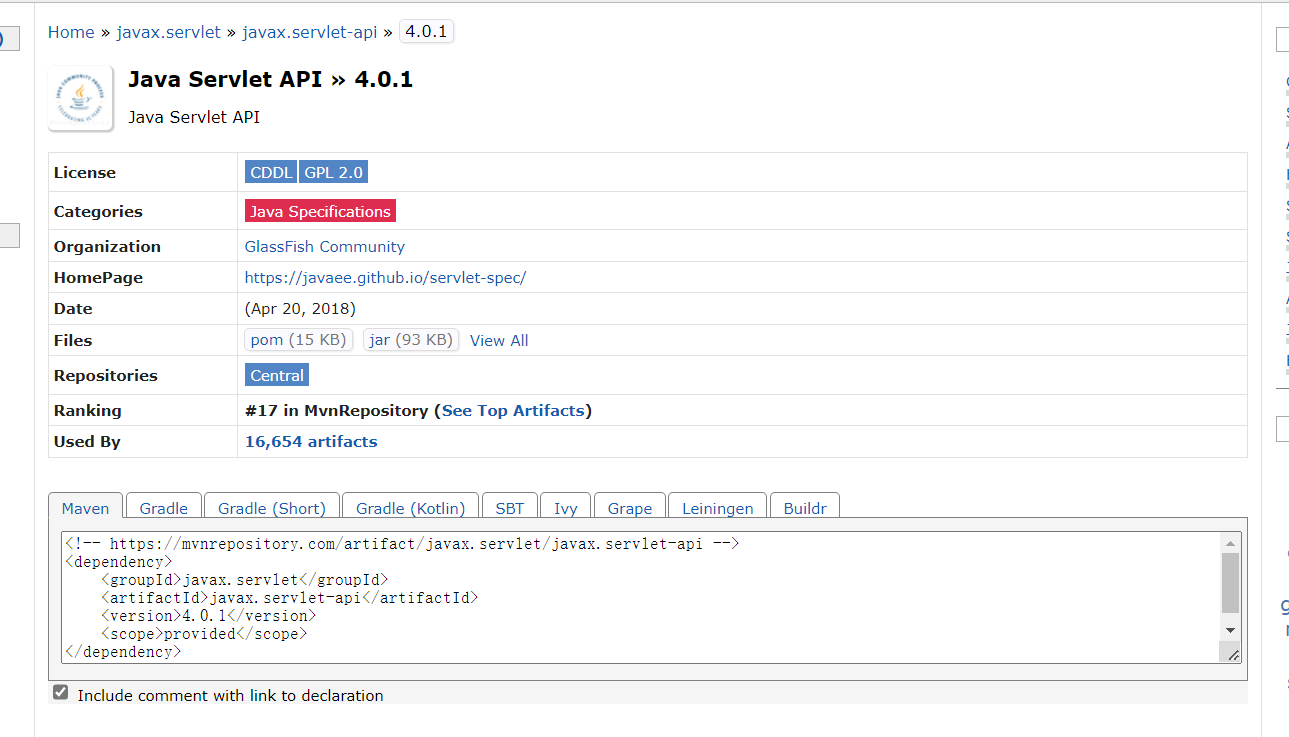 Home » javax.servlet » javax.servlet-api » 4.0.1
Java Servlet API » 4.0.1
Java Servlet API
License CDDL GPL 2.0
Categories Java Specifications
Organization GlassFish Community
HomePage https://javaee.github.io/servlet-spec/
Date (Apr 20, 2018)
Files pom (15 KB) jar (93 KB) View All
Repositories Central
Ranking #17 in MvnRepository (See Top Artifacts)
Used By 16,654 artifacts
Maven Gradle Gradle (Short) Gradle (Kotlin) SBT Ivy Grape Leiningen Buildr
<!-- https://mvnrepository.com/artifact/javax.servlet/javax.servlet-api -->
<dependency>
    <groupId>javax.servlet</groupId>
    <artifactId>javax.servlet-api</artifactId>
    <version>4.0.1</version>
    <scope>provided</scope>
</dependency>
Include comment with link to declaration